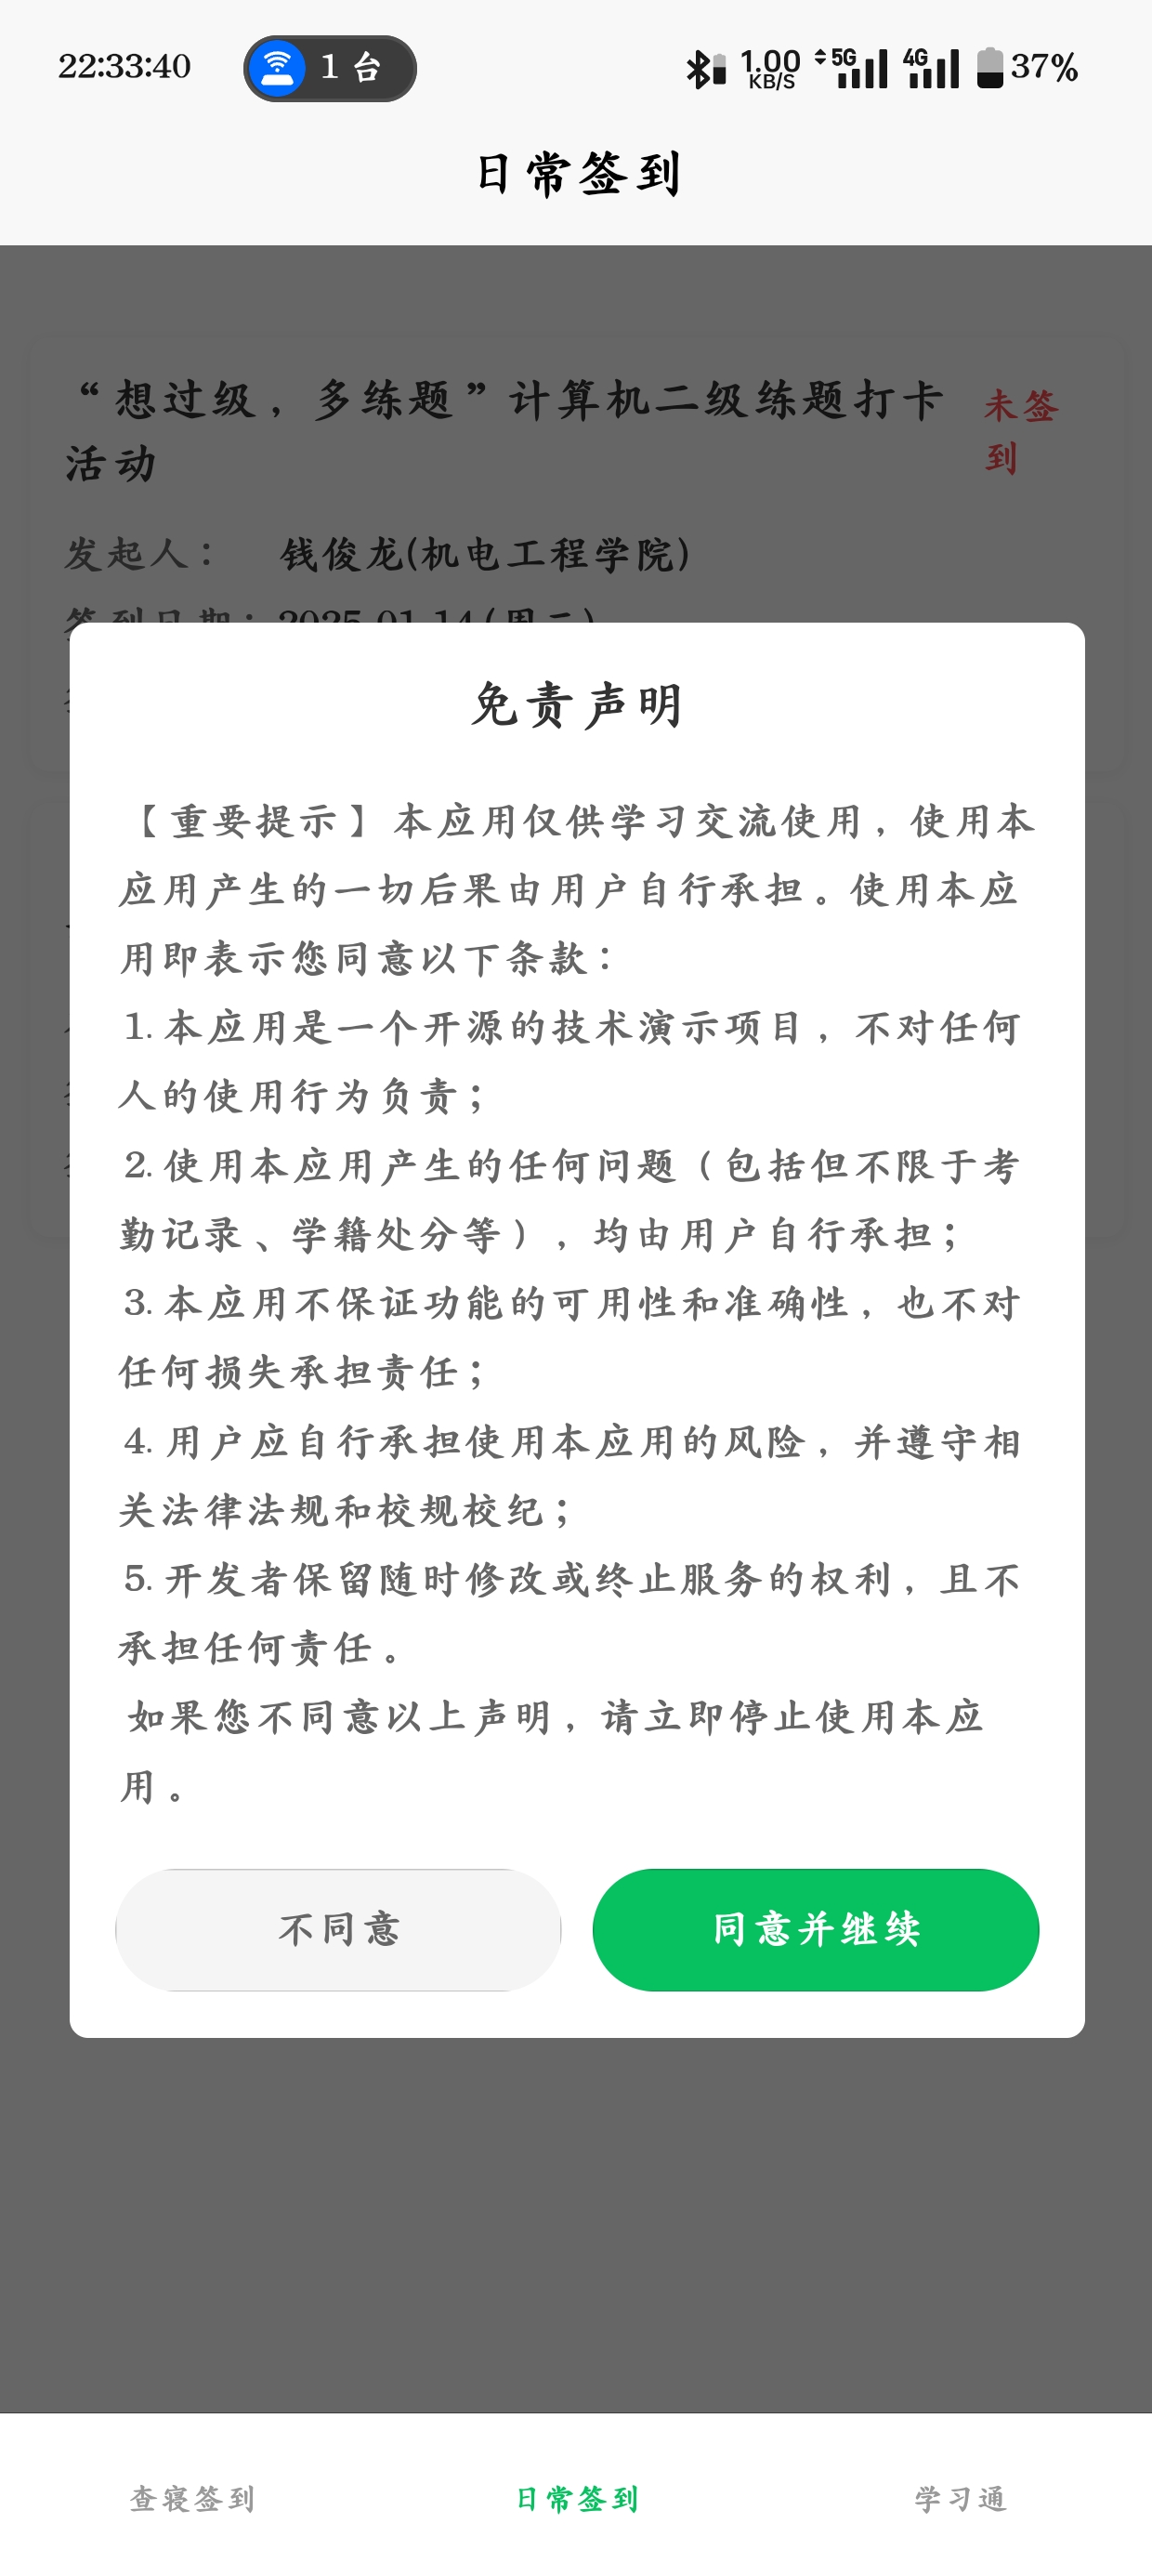 22:33:40
1 台
1.00 KB/S
5G
4G
37%
日常签到
“想过级，多练题”计算机二级练题打卡
活动
未签
到
发起人： 钱俊龙(机电工程学院)
签到日期：2025-01-14(周二)
免责声明
【重要提示】本应用仅供学习交流使用，使用本
应用产生的一切后果由用户自行承担。使用本应
用即表示您同意以下条款：
1. 本应用是一个开源的技术演示项目，不对任何
人的使用行为负责；
2. 使用本应用产生的任何问题（包括但不限于考
勤记录、学籍处分等），均由用户自行承担；
3. 本应用不保证功能的可用性和准确性，也不对
任何损失承担责任；
4. 用户应自行承担使用本应用的风险，并遵守相
关法律法规和校规校纪；
5. 开发者保留随时修改或终止服务的权利，且不
承担任何责任。
如果您不同意以上声明，请立即停止使用本应
用。
不同意
同意并继续
查寝签到
日常签到
学习通